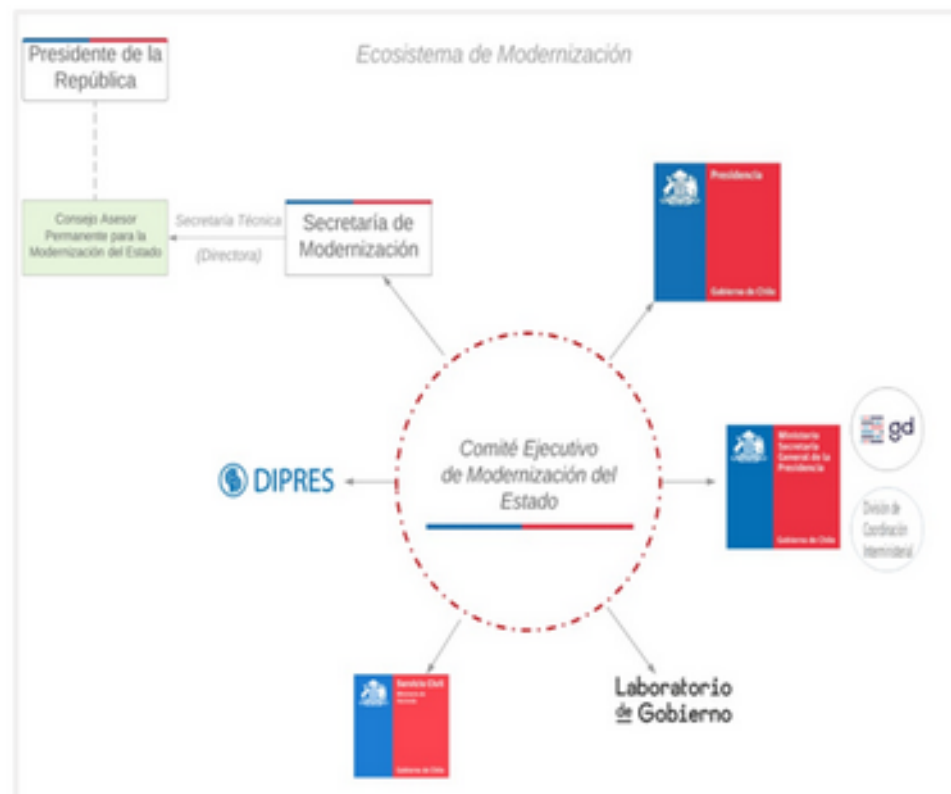 Presidente de la
República
Ecosistema de Modernización
Consejo Asesor
Permanente para la
Modernización del Estado
Secretaría Técnica
(Directora)
Secretaría de
Modernización
Presidencia
Gobierno de Chile
Comité Ejecutivo
de Modernización del
Estado
DIPRES
Ministerio
Secretaría
General de la
Presidencia
Gobierno de Chile
gd
División de
Coordinación
Interministerial
Servicio Civil
Gobierno de Chile
Laboratorio
de Gobierno